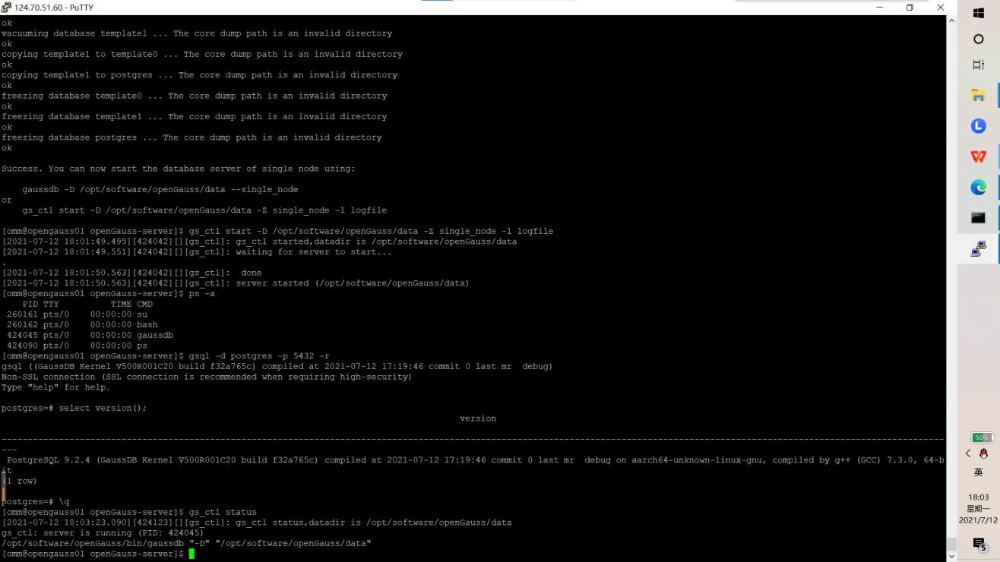 124.70.51.60 - PuTTY
ok
vacuuming database template1 ... The core dump path is an invalid directory
ok
copying template1 to template0 ... The core dump path is an invalid directory
ok
copying template1 to postgres ... The core dump path is an invalid directory
ok
freezing database template0 ... The core dump path is an invalid directory
ok
freezing database template1 ... The core dump path is an invalid directory
ok
freezing database postgres ... The core dump path is an invalid directory
ok
Success. You can now start the database server of single node using:
gaussdb -D /opt/software/openGauss/data --single_node
or
gs_ctl start -D /opt/software/openGauss/data -Z single_node -l logfile
[omm@opengauss01 openGauss-server]$ gs_ctl start -D /opt/software/openGauss/data -Z single_node -l logfile
[2021-07-12 18:01:49.495][424042][][gs_ctl]: gs_ctl started,datadir is /opt/software/openGauss/data
[2021-07-12 18:01:49.551][424042][][gs_ctl]: waiting for server to start...
.
[2021-07-12 18:01:50.563][424042][][gs_ctl]:  done
[2021-07-12 18:01:50.563][424042][][gs_ctl]: server started (/opt/software/openGauss/data)
[omm@opengauss01 openGauss-server]$ ps -a
PID TTY          TIME CMD
260161 pts/0    00:00:00 su
260162 pts/0    00:00:00 bash
424045 pts/0    00:00:00 gaussdb
424090 pts/0    00:00:00 ps
[omm@opengauss01 openGauss-server]$ gsql -d postgres -p 5432 -r
gsql ((GaussDB Kernel V500R001C20 build f32a765c) compiled at 2021-07-12 17:19:46 commit 0 last mr  debug)
Non-SSL connection (SSL connection is recommended when requiring high-security)
Type "help" for help.
postgres=# select version();
version
---
PostgreSQL 9.2.4 (GaussDB Kernel V500R001C20 build f32a765c) compiled at 2021-07-12 17:19:46 commit 0 last mr  debug on aarch64-unknown-linux-gnu, compiled by g++ (GCC) 7.3.0, 64-b
it
(1 row)
postgres=# \q
[omm@opengauss01 openGauss-server]$ gs_ctl status
[2021-07-12 18:03:23.090][424123][][gs_ctl]: gs_ctl status,datadir is /opt/software/openGauss/data
gs_ctl: server is running (PID: 424045)
/opt/software/openGauss/bin/gaussdb "-D" "/opt/software/openGauss/data"
[omm@opengauss01 openGauss-server]$
56%
英
18:03
星期一
2021/7/12
5